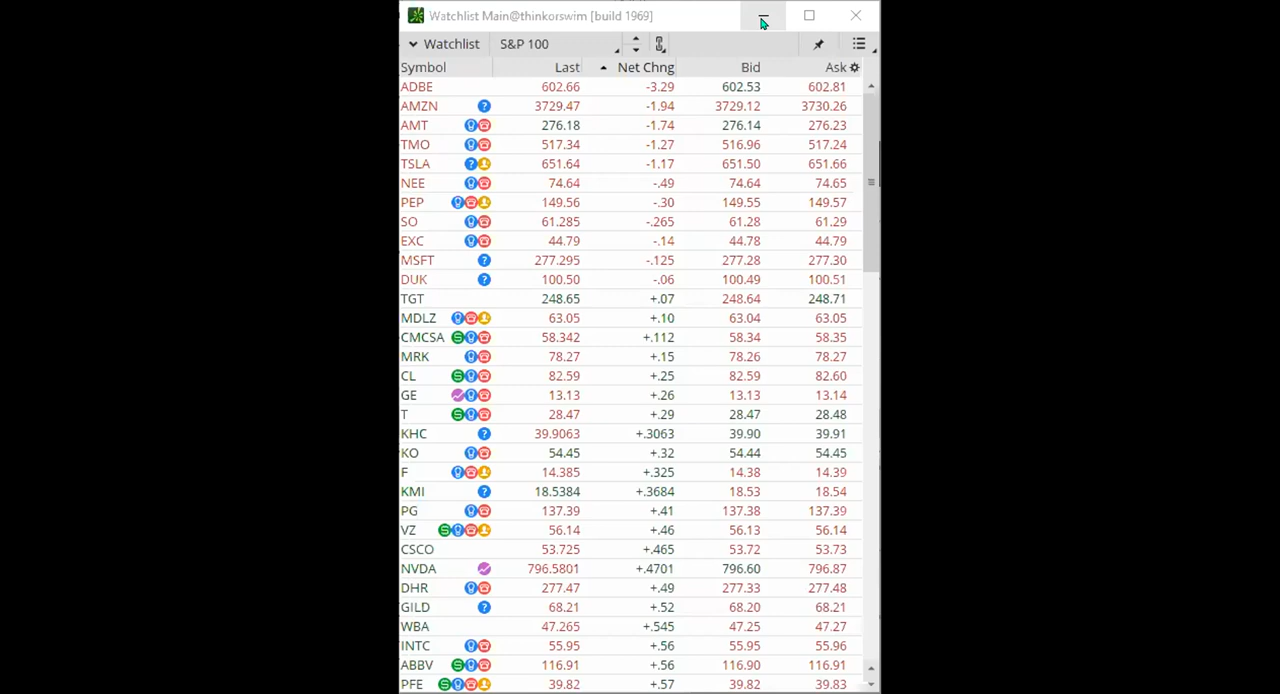 Watchlist Main@thinkorswim [build 1969]
Watchlist S&P 100
Symbol Last Net Chng Bid Ask
ADBE 602.66 -3.29 602.53 602.81
AMZN ? 3729.47 -1.94 3729.12 3730.26
AMT 276.18 -1.74 276.14 276.23
TMO 517.34 -1.27 516.96 517.24
TSLA ? 651.64 -1.17 651.50 651.66
NEE 74.64 -.49 74.64 74.65
PEP 149.56 -.30 149.55 149.57
SO 61.285 -.265 61.28 61.29
EXC 44.79 -.14 44.78 44.79
MSFT ? 277.295 -.125 277.28 277.30
DUK ? 100.50 -.06 100.49 100.51
TGT 248.65 +.07 248.64 248.71
MDLZ 63.05 +.10 63.04 63.05
CMCSA S 58.342 +.112 58.34 58.35
MRK 78.27 +.15 78.26 78.27
CL S 82.59 +.25 82.59 82.60
GE 13.13 +.26 13.13 13.14
T S 28.47 +.29 28.47 28.48
KHC ? 39.9063 +.3063 39.90 39.91
KO 54.45 +.32 54.44 54.45
F 14.385 +.325 14.38 14.39
KMI ? 18.5384 +.3684 18.53 18.54
PG 137.39 +.41 137.38 137.39
VZ S 56.14 +.46 56.13 56.14
CSCO 53.725 +.465 53.72 53.73
NVDA 796.5801 +.4701 796.60 796.87
DHR 277.47 +.49 277.33 277.48
GILD ? 68.21 +.52 68.20 68.21
WBA 47.265 +.545 47.25 47.27
INTC 55.95 +.56 55.95 55.96
ABBV S 116.91 +.56 116.90 116.91
PFE S 39.82 +.57 39.82 39.83